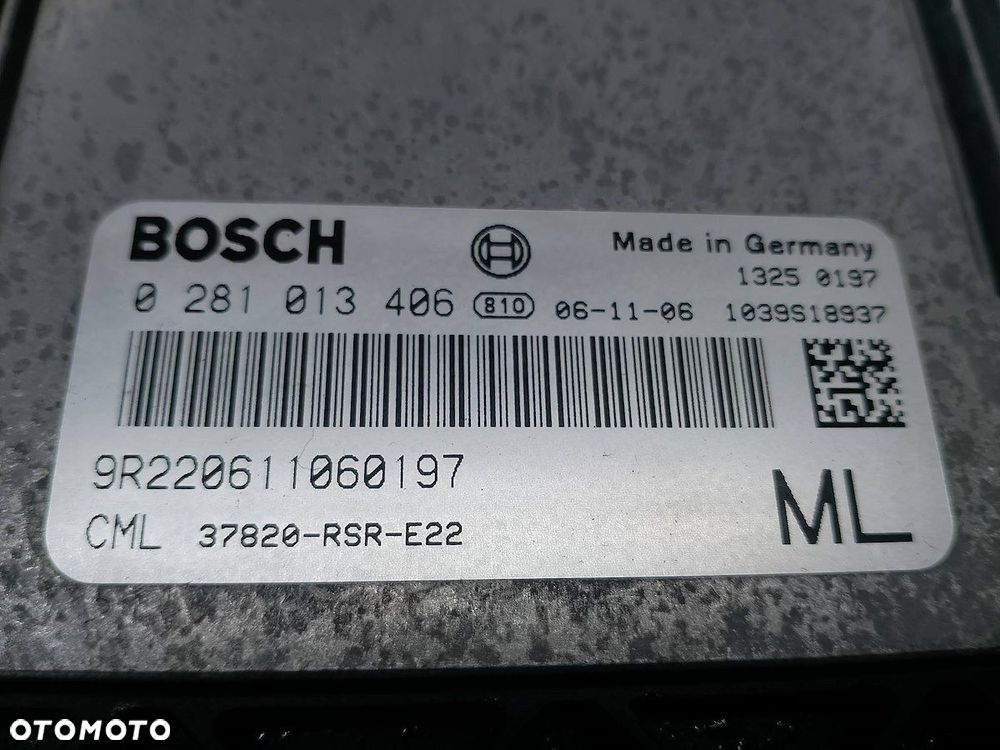 BOSCH
Made in Germany
1325 0197
0 281 013 406 810 06-11-06 1039S18937
9R220611060197
CML 37820-RSR-E22
ML
OTOMOTO